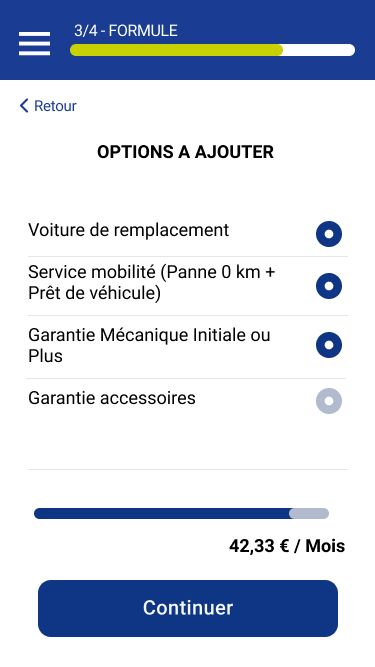 3/4 - FORMULE
Retour
OPTIONS A AJOUTER
Voiture de remplacement
Service mobilité (Panne 0 km +
Prêt de véhicule)
Garantie Mécanique Initiale ou
Plus
Garantie accessoires
42,33 € / Mois
Continuer